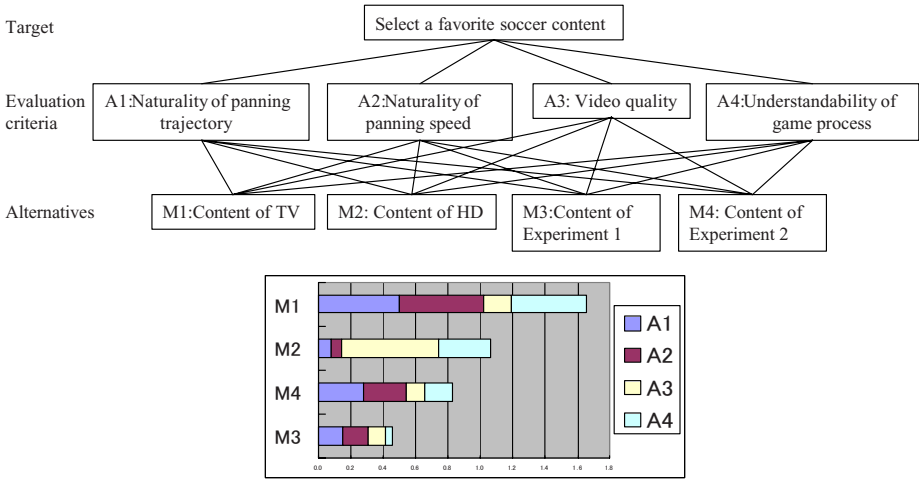 Target
Select a favorite soccer content
Evaluation
criteria
A1:Naturality of panning
trajectory
A2:Naturality of
panning speed
A3: Video quality
A4:Understandability of
game process
Alternatives
M1:Content of TV
M2: Content of HD
M3:Content of
Experiment 1
M4: Content of
Experiment 2
M1
M2
M4
M3
A1
A2
A3
A4
0.0 0.2 0.4 0.6 0.8 1.0 1.2 1.4 1.6 1.8